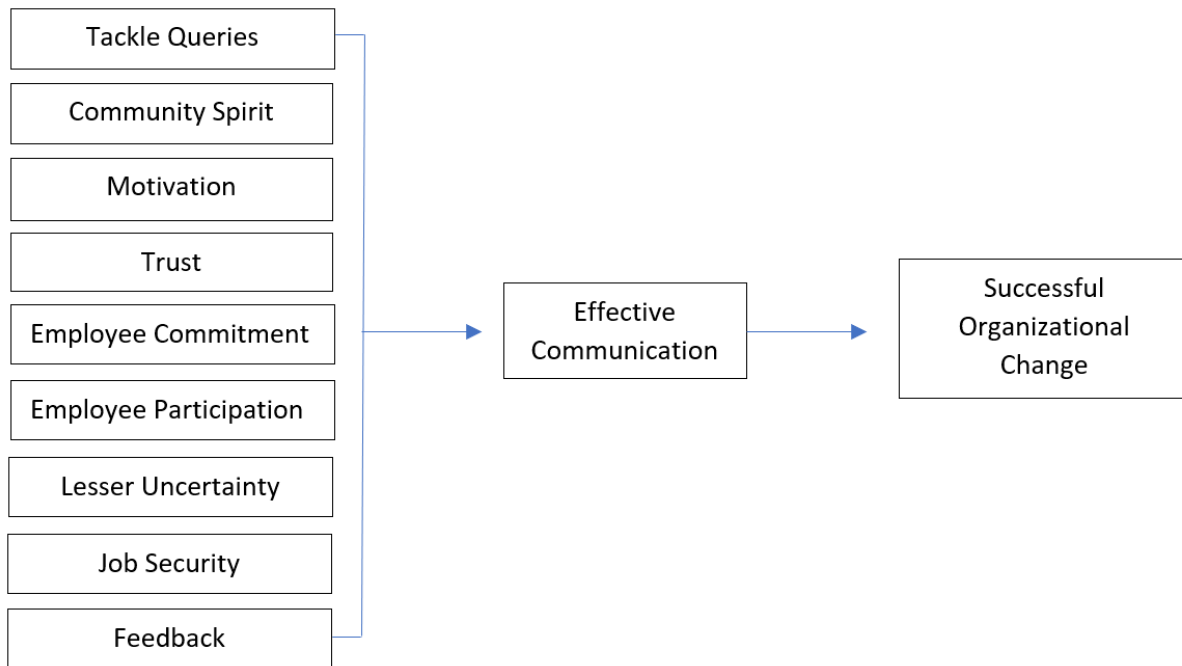 Tackle Queries
Community Spirit
Motivation
Trust
Employee Commitment
Employee Participation
Lesser Uncertainty
Job Security
Feedback
Effective
Communication
Successful
Organizational
Change